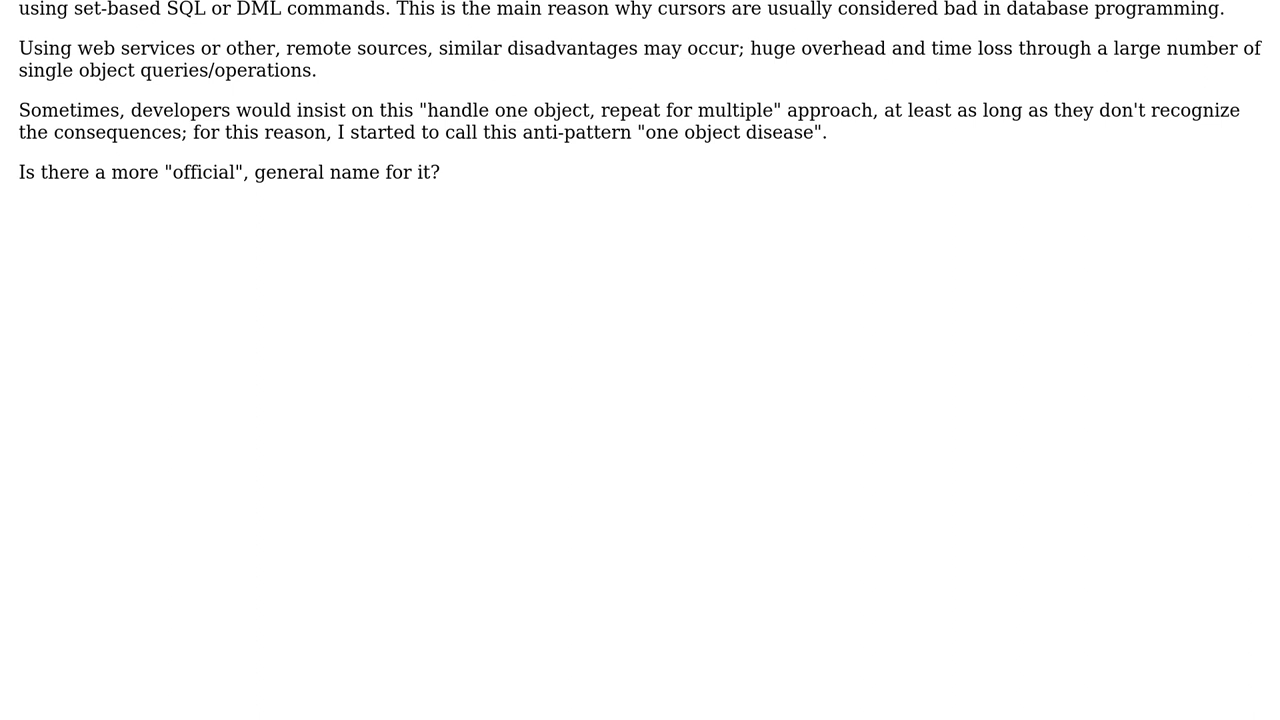 using set-based SQL or DML commands. This is the main reason why cursors are usually considered bad in database programming.
Using web services or other, remote sources, similar disadvantages may occur; huge overhead and time loss through a large number of
single object queries/operations.
Sometimes, developers would insist on this "handle one object, repeat for multiple" approach, at least as long as they don't recognize
the consequences; for this reason, I started to call this anti-pattern "one object disease".
Is there a more "official", general name for it?